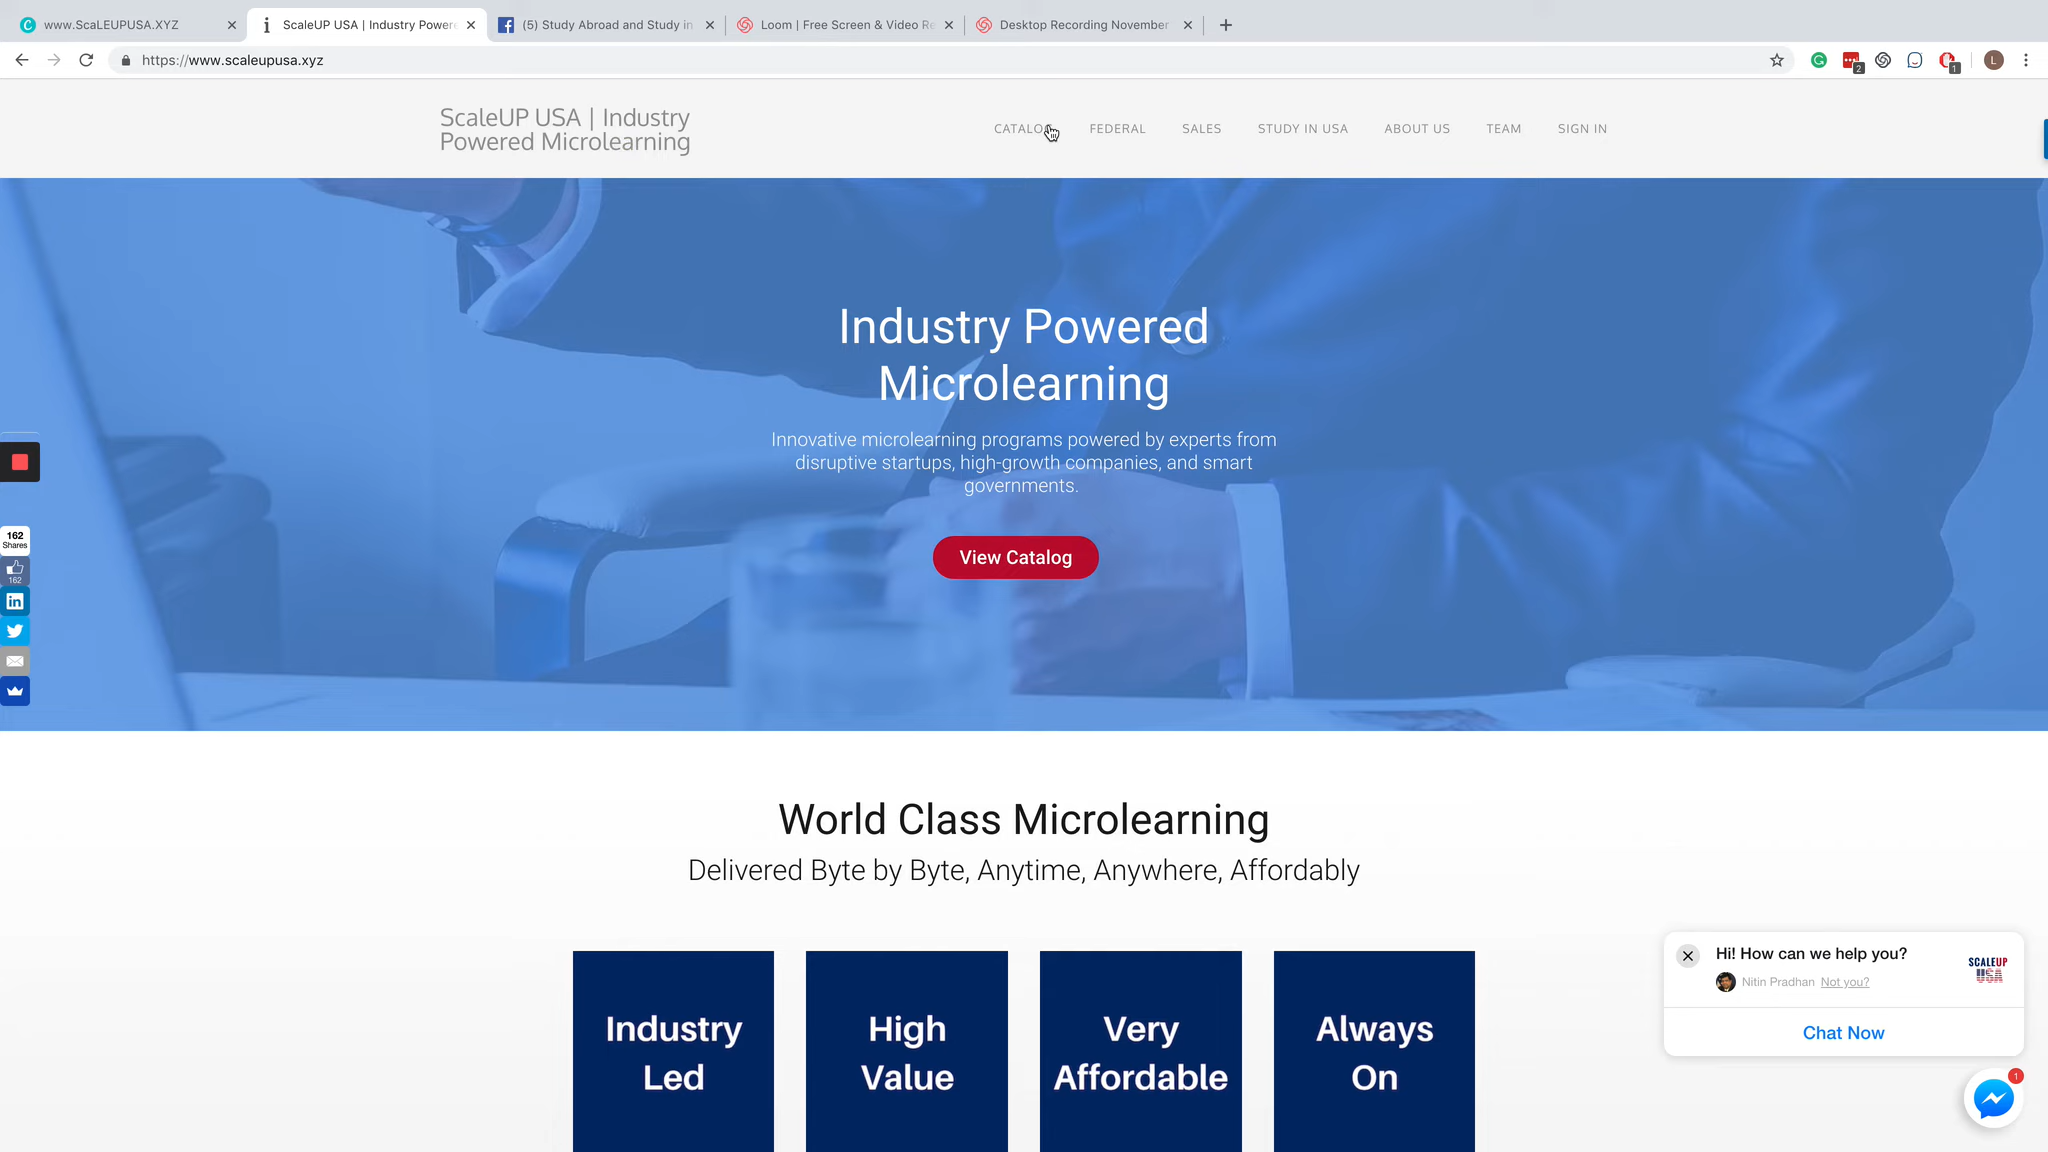 www.ScaLEUPUSA.XYZ
ScaleUP USA | Industry Powere
(5) Study Abroad and Study in
Loom | Free Screen & Video Re
Desktop Recording November
https://www.scaleupusa.xyz
2
1
L
ScaleUP USA | Industry
Powered Microlearning
CATALOG
FEDERAL
SALES
STUDY IN USA
ABOUT US
TEAM
SIGN IN
Industry Powered
Microlearning
Innovative microlearning programs powered by experts from
disruptive startups, high-growth companies, and smart
governments.
View Catalog
162
Shares
162
World Class Microlearning
Delivered Byte by Byte, Anytime, Anywhere, Affordably
Industry
Led
High
Value
Very
Affordable
Always
On
Hi! How can we help you?
Nitin Pradhan Not you?
SCALEUP
USA
Chat Now
1